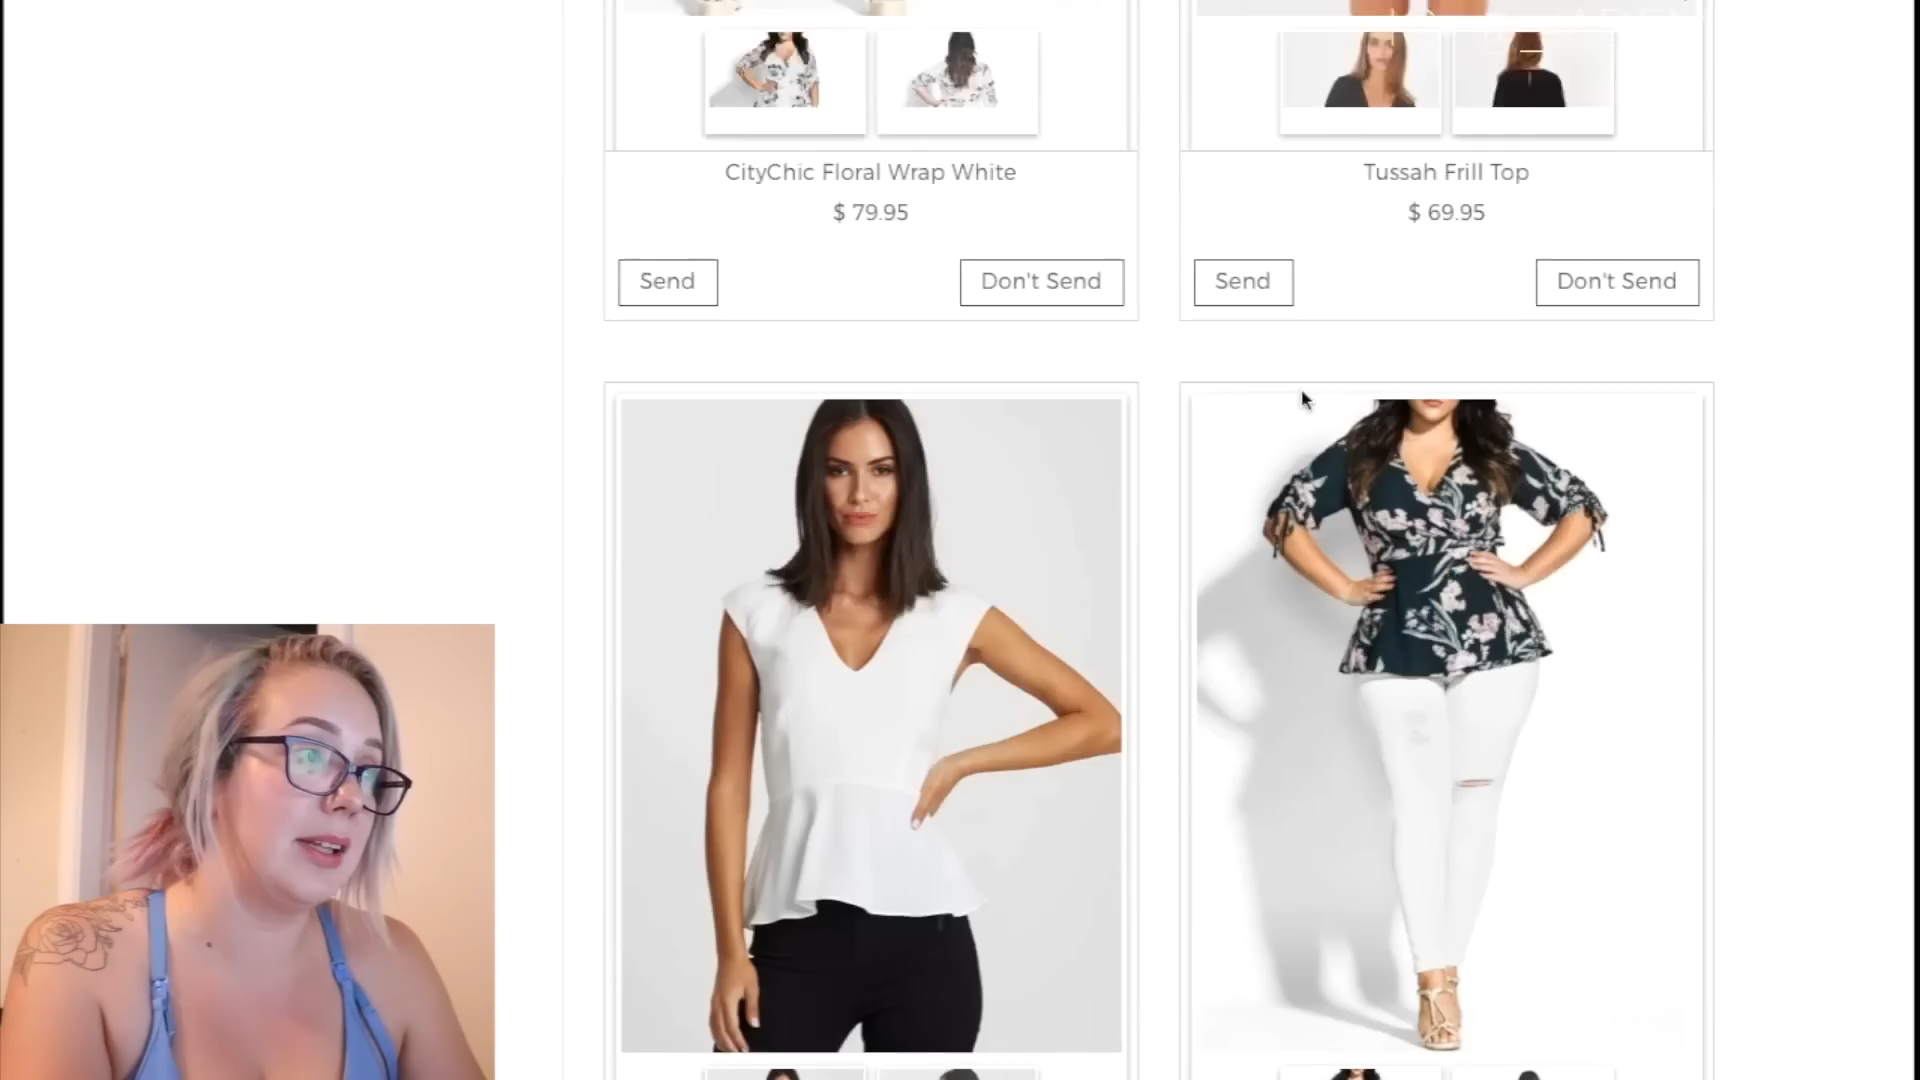 CityChic Floral Wrap White
$ 79.95
Send
Don't Send
Tussah Frill Top
$ 69.95
Send
Don't Send